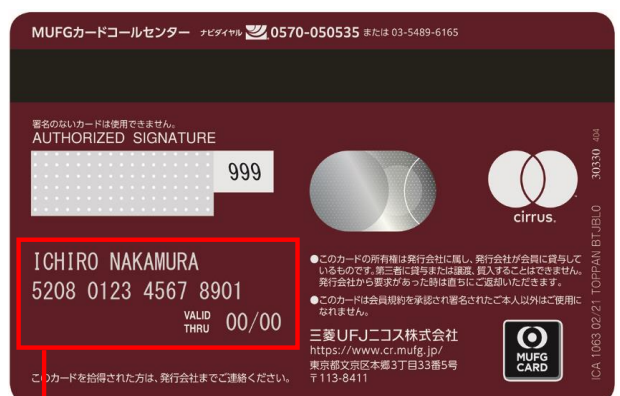 MUFGカードコールセンター ナビダイヤル 0570-050535 または 03-5489-6165
署名のないカードは使用できません。
AUTHORIZED SIGNATURE
999
cirrus.
ICHIRO NAKAMURA
5208 0123 4567 8901
VALID THRU 00/00
このカードを拾得された方は、発行会社までご連絡ください。
●このカードの所有権は発行会社に属し、発行会社が会員に貸与して
いるものです。第三者に貸与または譲渡、質入することはできません。
発行会社から要求があった時は直ちにご返却いただきます。
●このカードは会員規約を承認され署名されたご本人以外はご使用に
なれません。
三菱UFJニコス株式会社
https://www.cr.mufg.jp/
東京都文京区本郷3丁目33番5号
〒113-8411
MUFG
CARD
ICA 1063 02/21 TOPPAN BTJBL0 30330 404